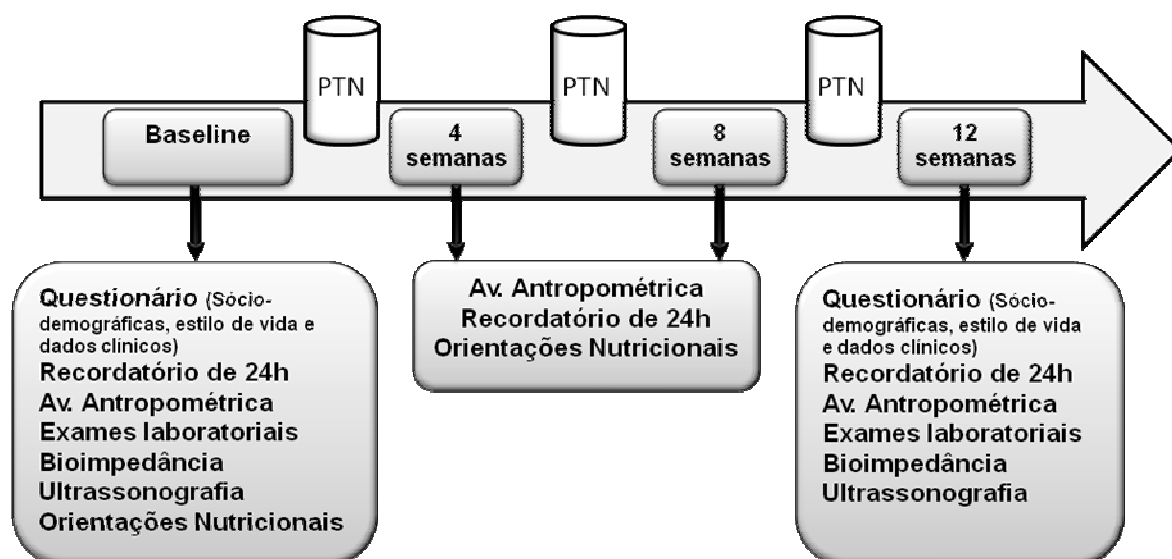 PTN
PTN
PTN
Baseline
4
semanas
8
semanas
12
semanas
Questionário (Sócio-
demográficas, estilo de vida e
dados clínicos)
Recordatório de 24h
Av. Antropométrica
Exames laboratoriais
Bioimpedância
Ultrassonografia
Orientações Nutricionais
Av. Antropométrica
Recordatório de 24h
Orientações Nutricionais
Questionário (Sócio-
demográficas, estilo de vida
e dados clínicos)
Recordatório de 24h
Av. Antropométrica
Exames laboratoriais
Bioimpedância
Ultrassonografia